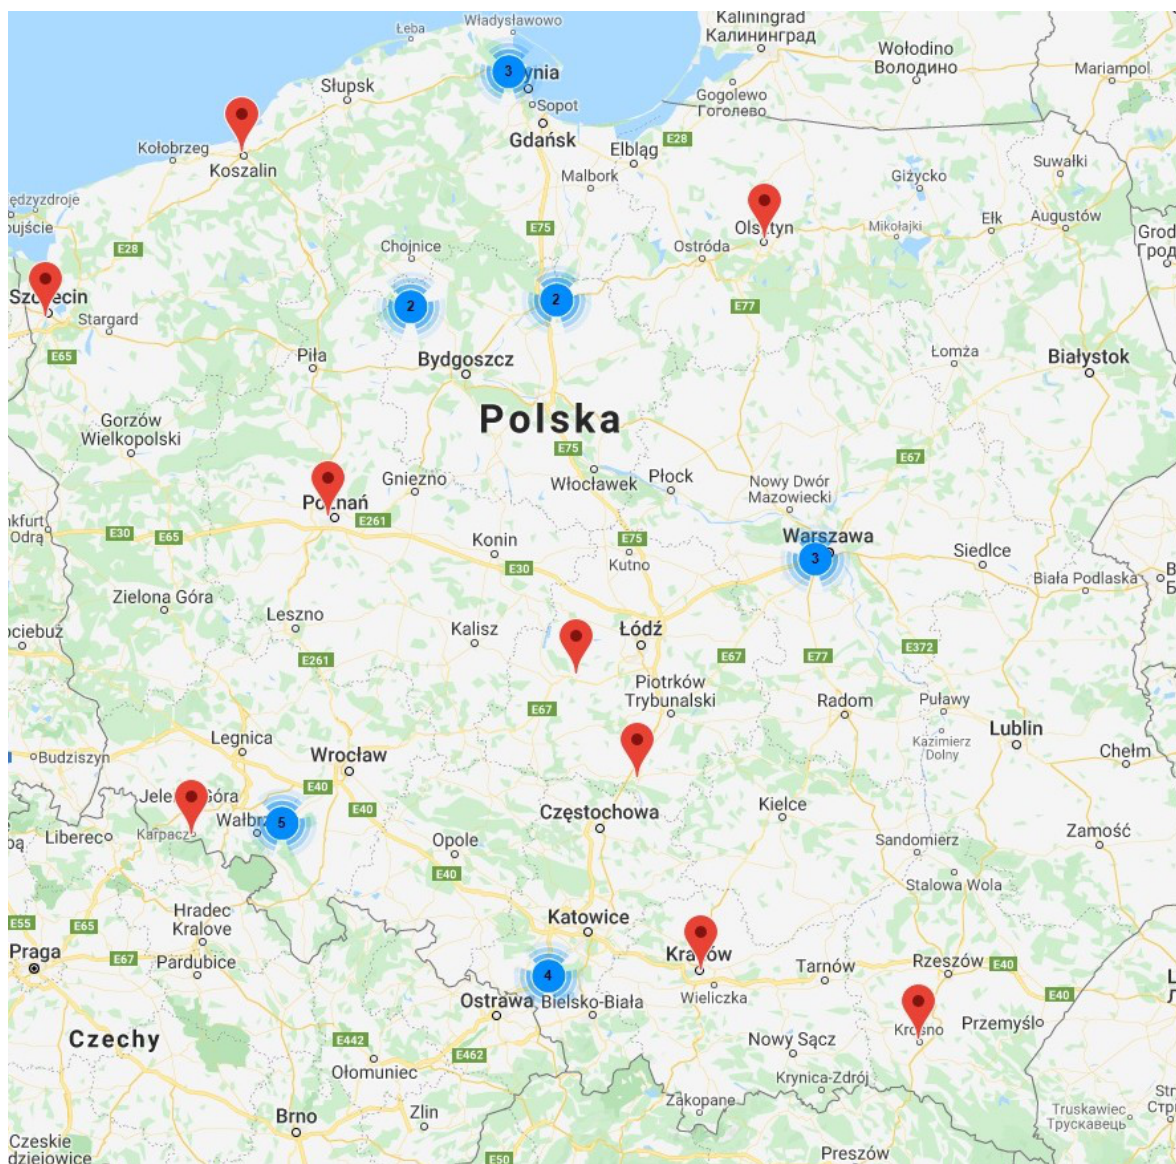 Władysławowo
Łeba
Kaliningrad
Калининград
Wołodino
Володино
3
ynia
Słupsk
Mariampol
Gogolewo
Гоголево
Sopot
Gdańsk
E28
Kołobrzeg
Koszalin
Elbląg
Malbork
Suwałki
Giżycko
E75
Olsztyn
Mikołajki
Ełk
Augustów
Chojnice
Ostróda
E28
Szczecin
2
2
E77
Stargard
E65
Piła
Bydgoszcz
Łomża
Białystok
Polska
Gorzów
Wielkopolski
E75
E67
Gniezno
Włocławek
Płock
Nowy Dwór
Mazowiecki
Poznań
E261
E30
E65
Konin
E75
Warszawa
Siedlce
3
Kutno
E30
Biała Podlaska
Zielona Góra
Leszno
Kalisz
Łódź
E261
E67
E77
E372
Piotrków
Trybunalski
E67
Radom
Puławy
Lublin
Kazimierz
Dolny
Legnica
Wrocław
Budziszyn
Chełm
E40
E40
Jelenia Góra
Częstochowa
Kielce
Wałbrz
5
Liberec
Karpacz
Opole
Sandomierz
Zamość
E40
Stalowa Wola
Hradec
Kralove
Katowice
E55
E65
Praga
E67
Pardubice
4
Kraków
Tarnów
Rzeszów
E40
E40
Wieliczka
Ostrawa
Bielsko-Biała
Krosno
Przemyśl
Czechy
E442
E462
Nowy Sącz
Ołomuniec
Krynica-Zdrój
Zakopane
Brno
Zlin
Truskawiec
Трускавець
Czeskie
E50
Preszów